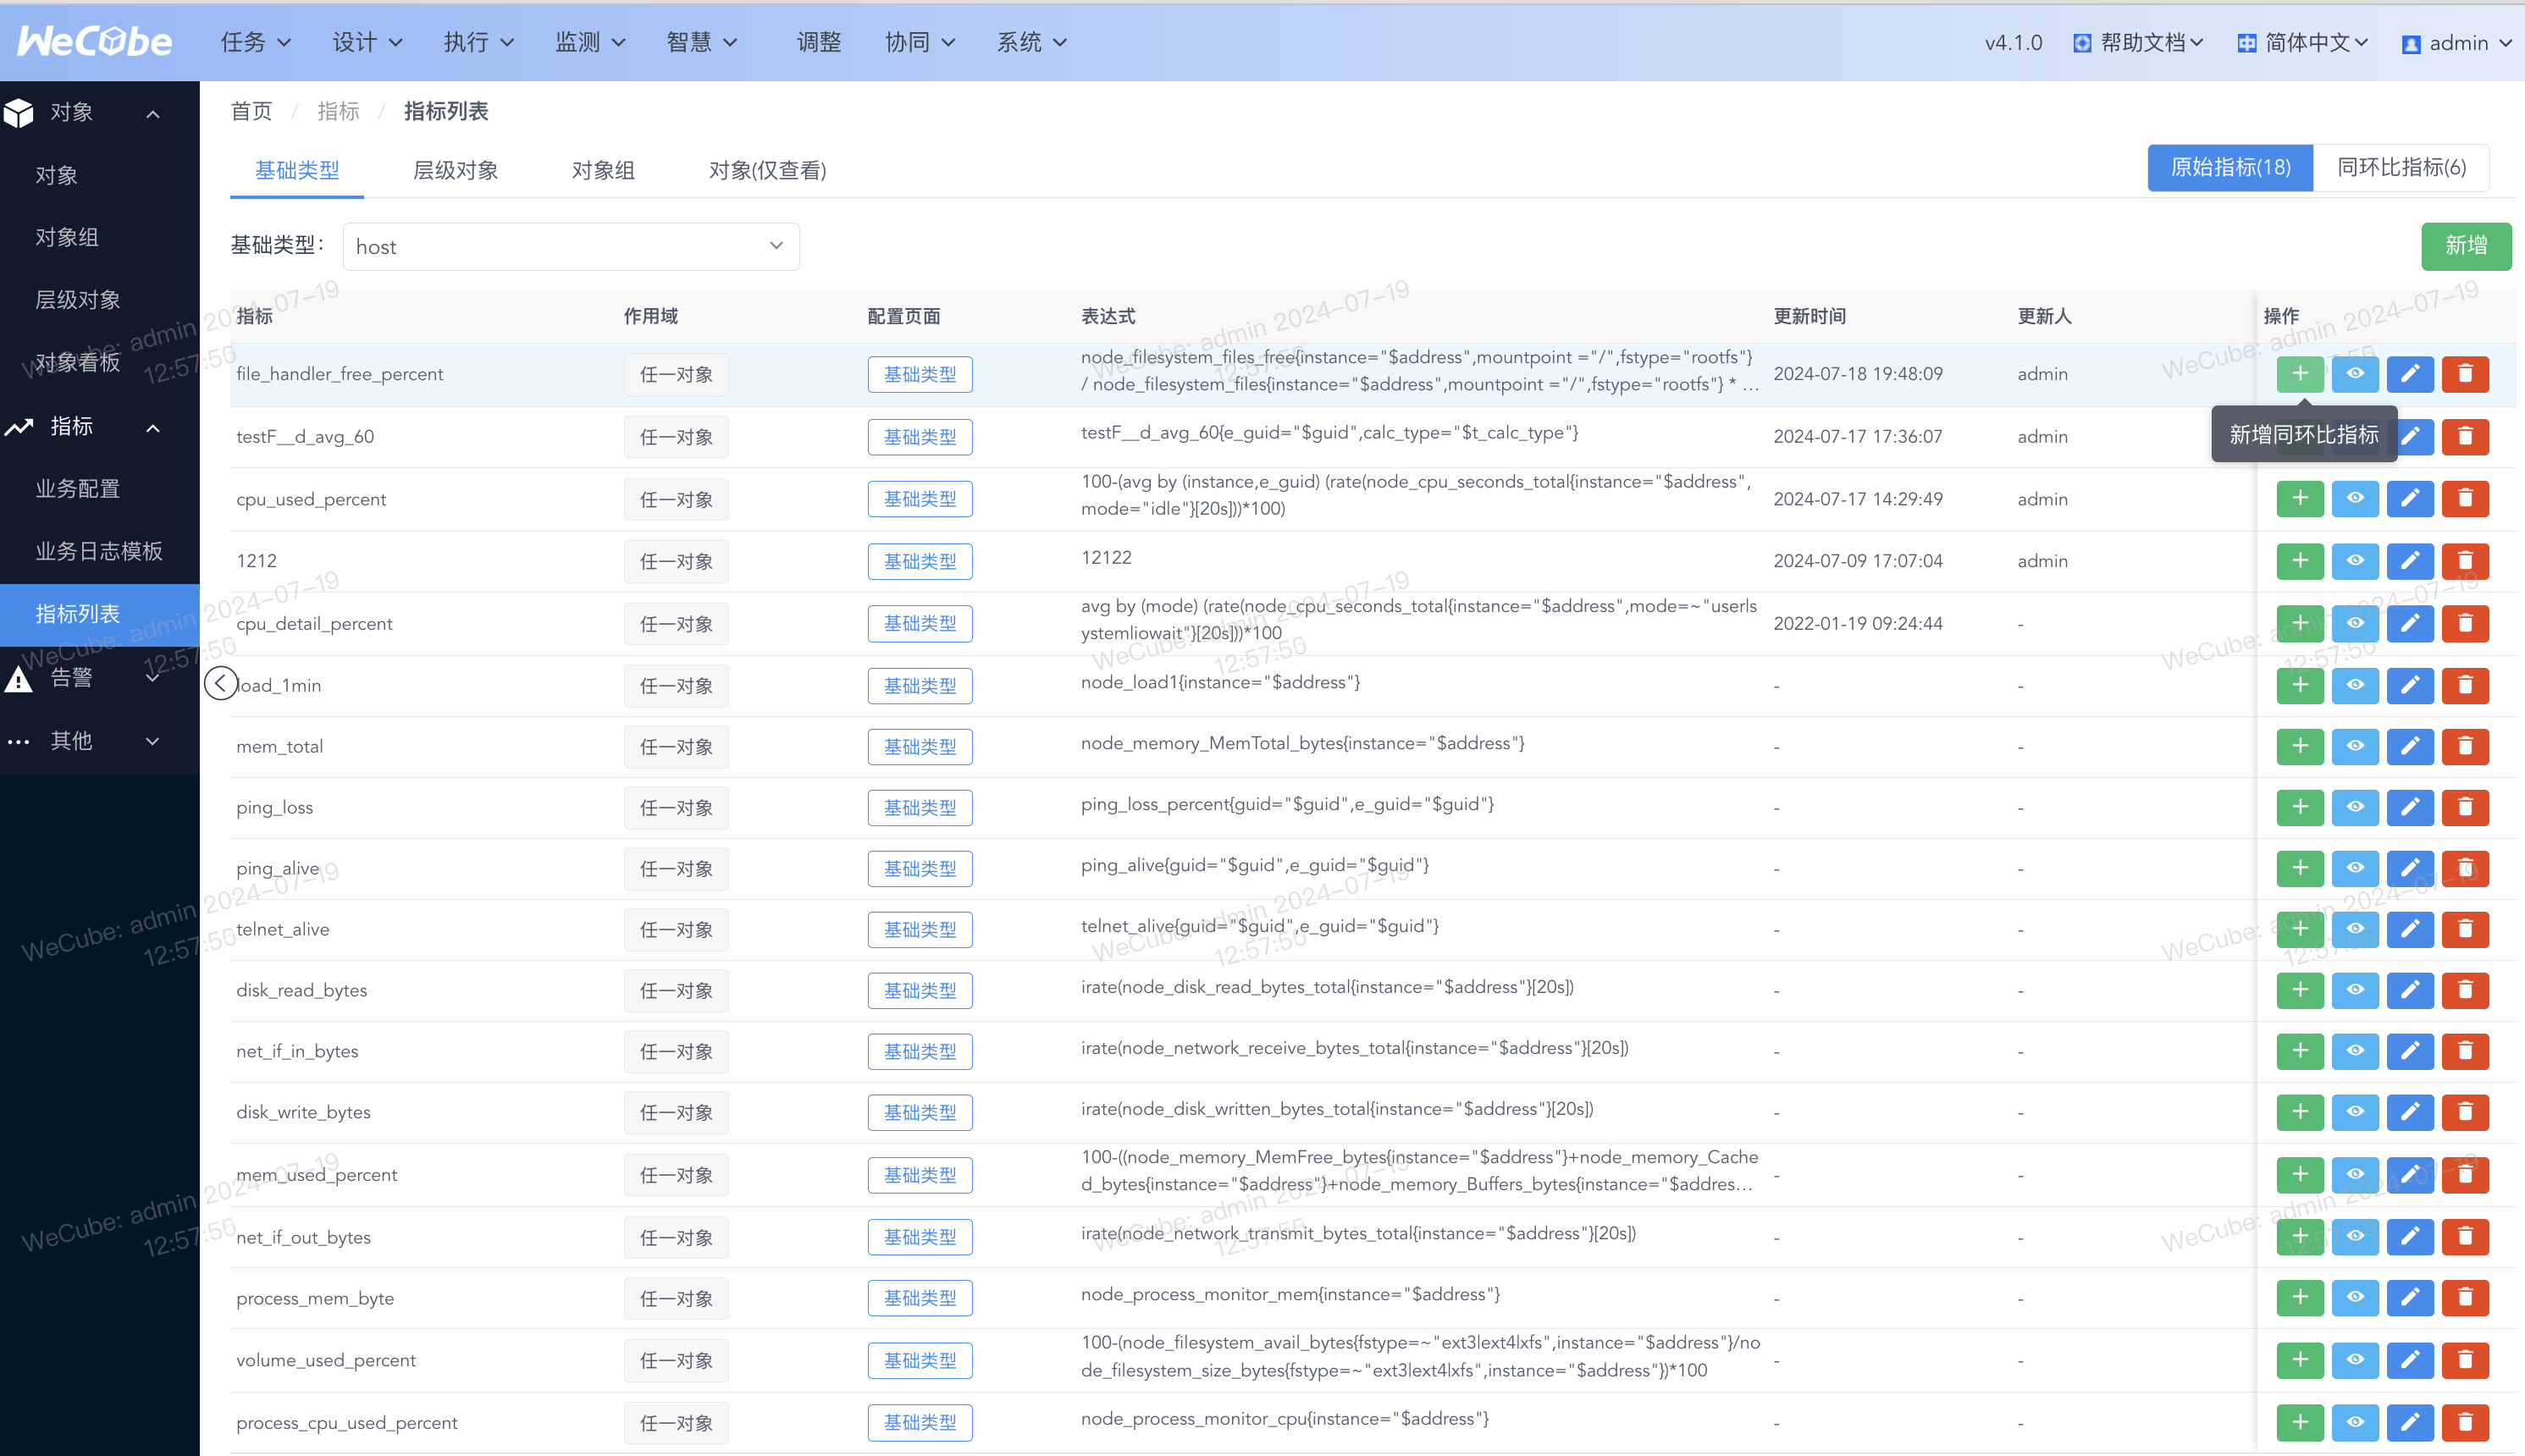 WeCube
任务 设计 执行 监测 智慧 调整 协同 系统 v4.1.0 帮助文档 简体中文 admin
对象
对象
对象组
层级对象
对象看板
指标
业务配置
业务日志模板
指标列表
告警
其他
首页 / 指标 / 指标列表
基础类型 层级对象 对象组 对象(仅查看) 原始指标(18) 同环比指标(6)
基础类型: host 新增
指标 作用域 配置页面 表达式 更新时间 更新人 操作
file_handler_free_percent 任一对象 基础类型 node_filesystem_files_free{instance="$address",mountpoint ="/",fstype="rootfs"}
/ node_filesystem_files{instance="$address",mountpoint ="/",fstype="rootfs"} * ... 2024-07-18 19:48:09 admin
新增同环比指标
testF__d_avg_60 任一对象 基础类型 testF__d_avg_60{e_guid="$guid",calc_type="$t_calc_type"} 2024-07-17 17:36:07 admin
cpu_used_percent 任一对象 基础类型 100-(avg by (instance,e_guid) (rate(node_cpu_seconds_total{instance="$address",
mode="idle"}[20s]))*100) 2024-07-17 14:29:49 admin
1212 任一对象 基础类型 12122 2024-07-09 17:07:04 admin
cpu_detail_percent 任一对象 基础类型 avg by (mode) (rate(node_cpu_seconds_total{instance="$address",mode=~"user|s
ystem|iowait"}[20s]))*100 2022-01-19 09:24:44 -
load_1min 任一对象 基础类型 node_load1{instance="$address"} - -
mem_total 任一对象 基础类型 node_memory_MemTotal_bytes{instance="$address"} - -
ping_loss 任一对象 基础类型 ping_loss_percent{guid="$guid",e_guid="$guid"} - -
ping_alive 任一对象 基础类型 ping_alive{guid="$guid",e_guid="$guid"} - -
telnet_alive 任一对象 基础类型 telnet_alive{guid="$guid",e_guid="$guid"} - -
disk_read_bytes 任一对象 基础类型 irate(node_disk_read_bytes_total{instance="$address"}[20s]) - -
net_if_in_bytes 任一对象 基础类型 irate(node_network_receive_bytes_total{instance="$address"}[20s]) - -
disk_write_bytes 任一对象 基础类型 irate(node_disk_written_bytes_total{instance="$address"}[20s]) - -
mem_used_percent 任一对象 基础类型 100-((node_memory_MemFree_bytes{instance="$address"}+node_memory_Cache
d_bytes{instance="$address"}+node_memory_Buffers_bytes{instance="$addres... - -
net_if_out_bytes 任一对象 基础类型 irate(node_network_transmit_bytes_total{instance="$address"}[20s]) - -
process_mem_byte 任一对象 基础类型 node_process_monitor_mem{instance="$address"} - -
volume_used_percent 任一对象 基础类型 100-(node_filesystem_avail_bytes{fstype=~"ext3|ext4|xfs",instance="$address"}/no
de_filesystem_size_bytes{fstype=~"ext3|ext4|xfs",instance="$address"})*100 - -
process_cpu_used_percent 任一对象 基础类型 node_process_monitor_cpu{instance="$address"} - -
WeCube: admin 2024-07-19
12:57:56